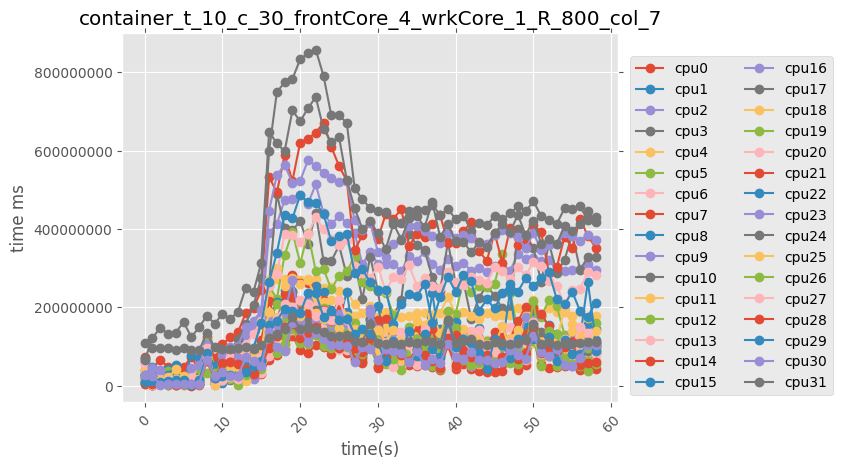 container_t_10_c_30_frontCore_4_wrkCore_1_R_800_col_7
time ms
800000000
600000000
400000000
200000000
0
0
10
20
30
40
50
60
time(s)
cpu0
cpu1
cpu2
cpu3
cpu4
cpu5
cpu6
cpu7
cpu8
cpu9
cpu10
cpu11
cpu12
cpu13
cpu14
cpu15
cpu16
cpu17
cpu18
cpu19
cpu20
cpu21
cpu22
cpu23
cpu24
cpu25
cpu26
cpu27
cpu28
cpu29
cpu30
cpu31